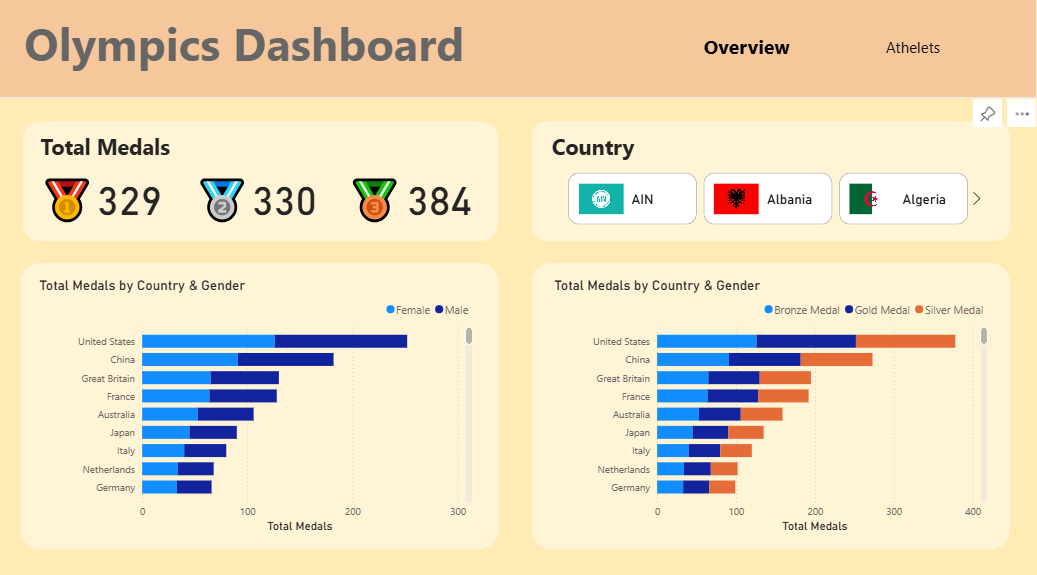 Olympics Dashboard
Overview
Athelets
Total Medals
1 329
2 330
3 384
Country
AIN AIN
Albania
Algeria
Total Medals by Country & Gender
Female Male
United States
China
Great Britain
France
Australia
Japan
Italy
Netherlands
Germany
0 100 200 300
Total Medals
Total Medals by Country & Gender
Bronze Medal Gold Medal Silver Medal
United States
China
Great Britain
France
Australia
Japan
Italy
Netherlands
Germany
0 100 200 300 400
Total Medals